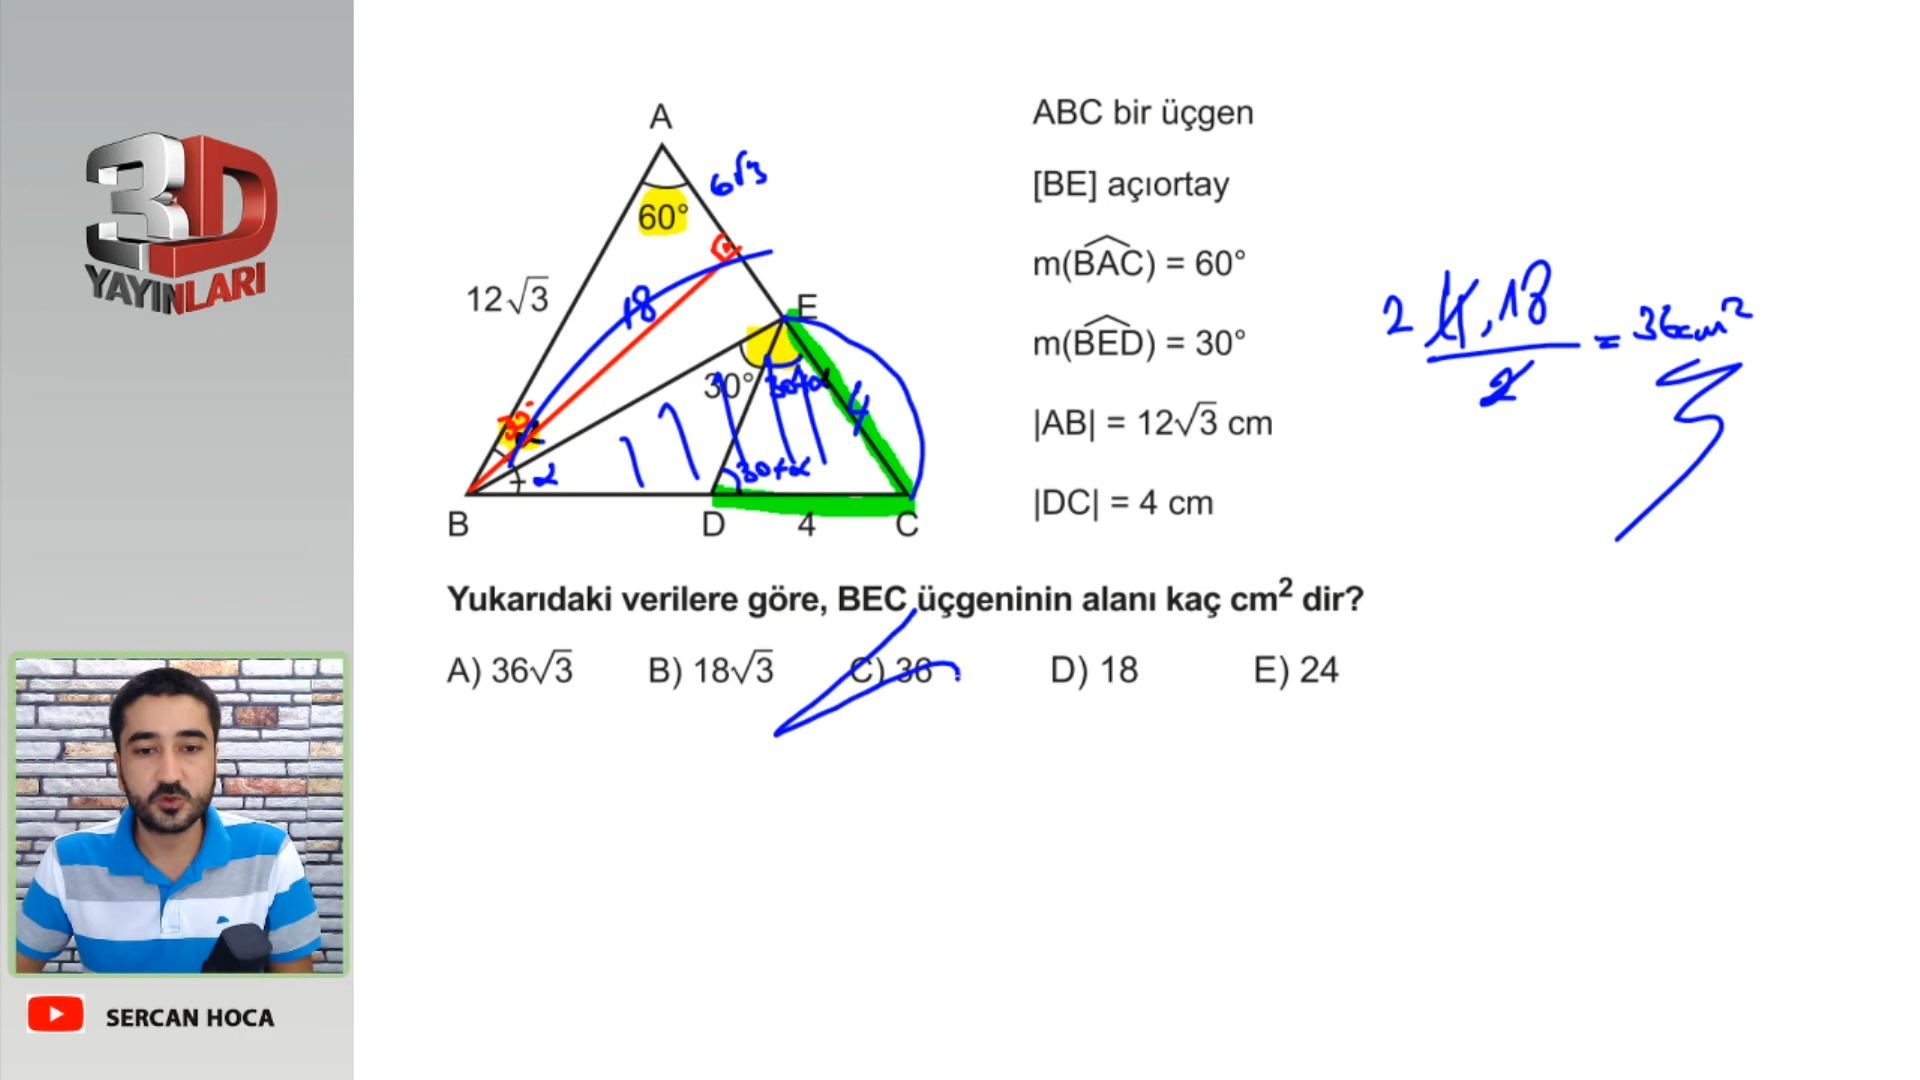 3D
YAYINLARI
A
6√3
60°
12√3
18
E
30°
30+α
4
30°
α
α
30+α
B
D
4
C
ABC bir üçgen
[BE] açıortay
m(BAC) = 60°
m(BED) = 30°
|AB| = 12√3 cm
|DC| = 4 cm
2 4.18
2
= 36cm²
Yukarıdaki verilere göre, BEC üçgeninin alanı kaç cm² dir?
A) 36√3 B) 18√3 C) 36 D) 18 E) 24
SERCAN HOCA